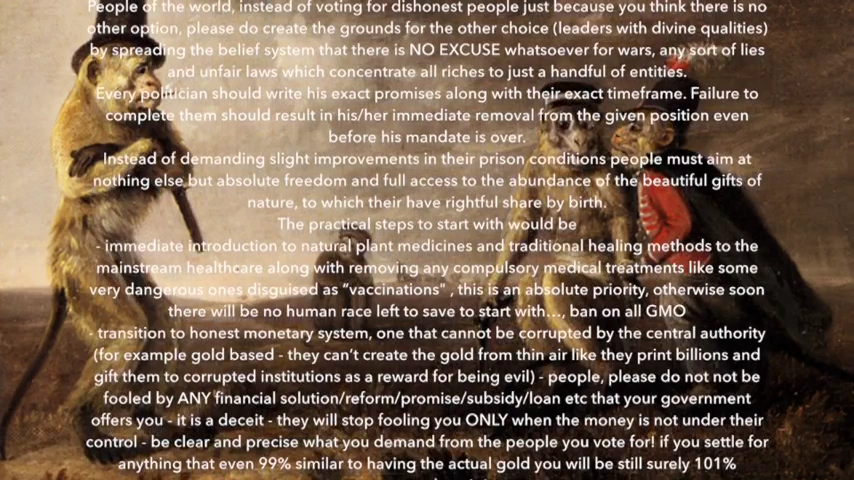 People of the world, instead of voting for dishonest people just because you think there is no
other option, please do create the grounds for the other choice (leaders with divine qualities)
by spreading the belief system that there is NO EXCUSE whatsoever for wars, any sort of lies
and unfair laws which concentrate all riches to just a handful of entities.
Every politician should write his exact promises along with their exact timeframe. Failure to
complete them should result in his/her immediate removal from the given position even
before his mandate is over.
Instead of demanding slight improvements in their prison conditions people must aim at
nothing else but absolute freedom and full access to the abundance of the beautiful gifts of
nature, to which their have rightful share by birth.
The practical steps to start with would be
- immediate introduction to natural plant medicines and traditional healing methods to the
mainstream healthcare along with removing any compulsory medical treatments like some
very dangerous ones disguised as "vaccinations" , this is an absolute priority, otherwise soon
there will be no human race left to save to start with..., ban on all GMO
- transition to honest monetary system, one that cannot be corrupted by the central authority
(for example gold based - they can't create the gold from thin air like they print billions and
gift them to corrupted institutions as a reward for being evil) - people, please do not not be
fooled by ANY financial solution/reform/promise/subsidy/loan etc that your government
offers you - it is a deceit - they will stop fooling you ONLY when the money is not under their
control - be clear and precise what you demand from the people you vote for! if you settle for
anything that even 99% similar to having the actual gold you will be still surely 101%